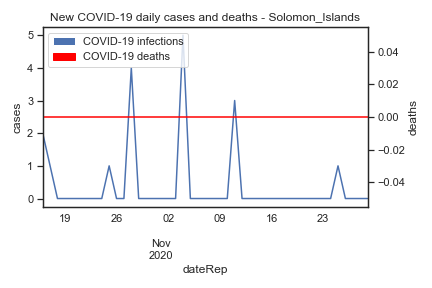 New COVID-19 daily cases and deaths - Solomon_Islands
COVID-19 infections
COVID-19 deaths
5
4
3
2
1
0
cases
0.04
0.02
0.00
−0.02
−0.04
deaths
19 26 02 09 16 23
Nov
2020
dateRep